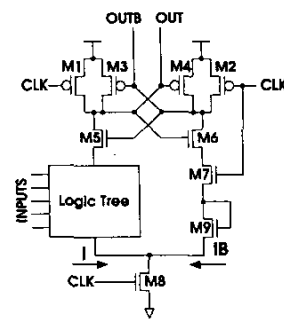 OUTB OUT
M1 M3 M4 M2
CLK CLK
M5 M6
M7
INPUTS
Logic Tree
M9
I IB
CLK M8